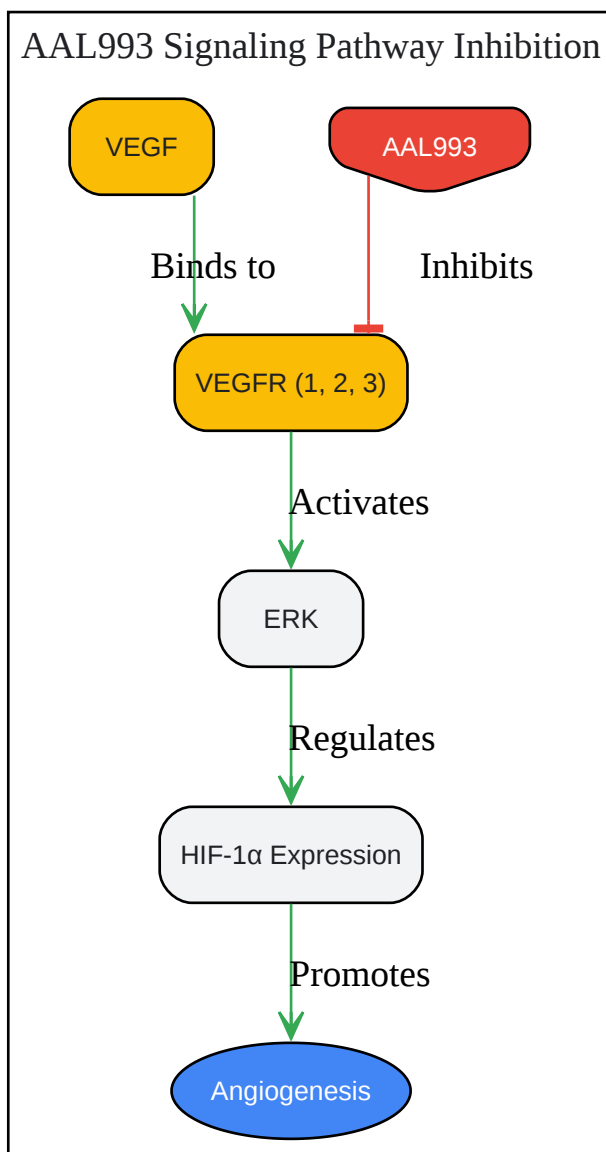 AAL993 Signaling Pathway Inhibition
VEGF
AAL993
Binds to
Inhibits
VEGFR (1, 2, 3)
Activates
ERK
Regulates
HIF-1α Expression
Promotes
Angiogenesis